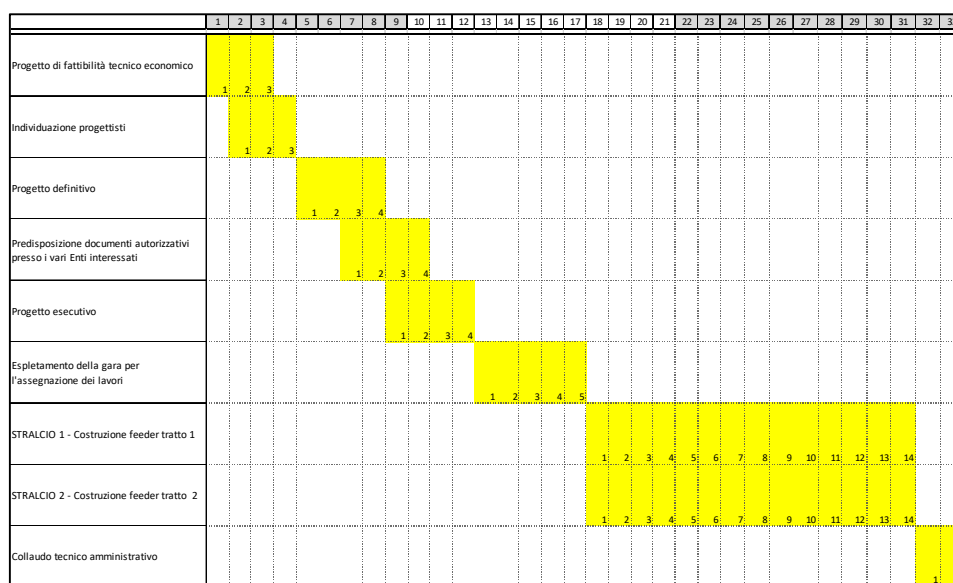 1 2 3 4 5 6 7 8 9 10 11 12 13 14 15 16 17 18 19 20 21 22 23 24 25 26 27 28 29 30 31 32
Progetto di fattibilità tecnico economico
1 2 3
Individuazione progettisti
1 2 3
Progetto definitivo
1 2 3 4
Predisposizione documenti autorizzativi
presso i vari Enti interessati
1 2 3 4
Progetto esecutivo
1 2 3 4
Espletamento della gara per
l'assegnazione dei lavori
1 2 3 4 5
STRALCIO 1 - Costruzione feeder tratto 1
1 2 3 4 5 6 7 8 9 10 11 12 13 14
STRALCIO 2 - Costruzione feeder tratto 2
1 2 3 4 5 6 7 8 9 10 11 12 13 14
Collaudo tecnico amministrativo
1